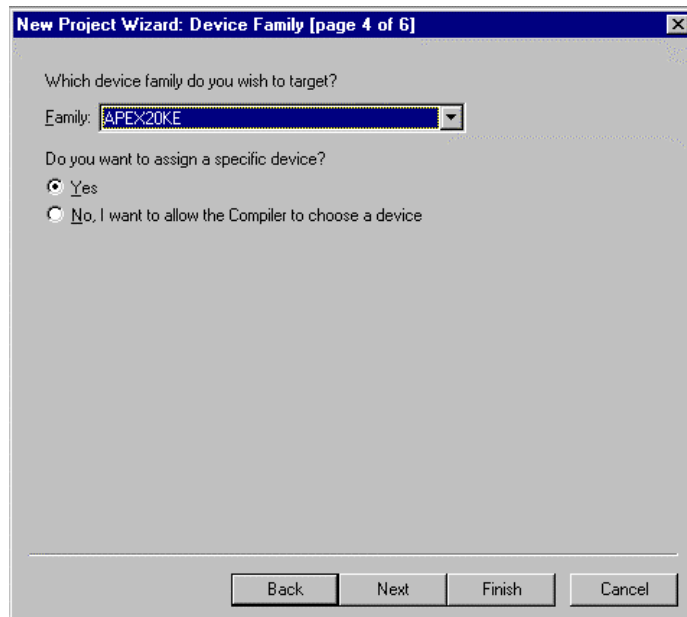 New Project Wizard: Device Family [page 4 of 6]
Which device family do you wish to target?
Family: APEX20KE
Do you want to assign a specific device?
Yes
No, I want to allow the Compiler to choose a device
Back Next Finish Cancel